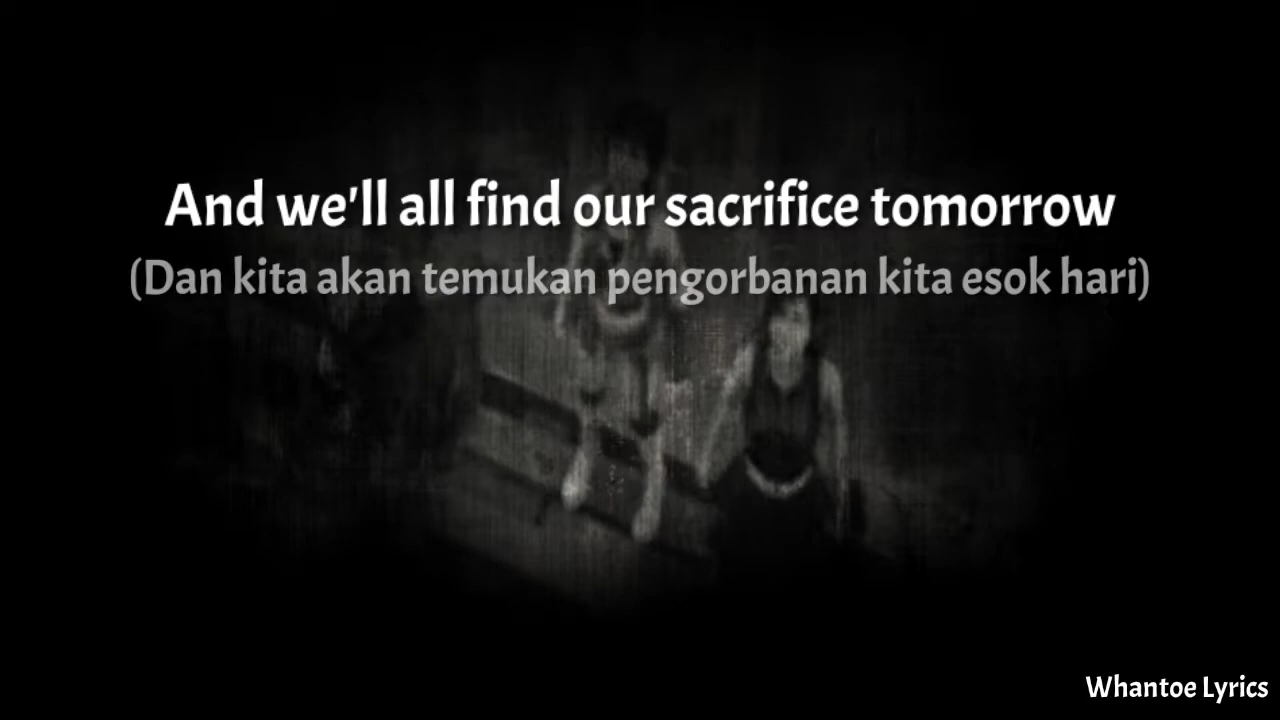 And we'll all find our sacrifice tomorrow
(Dan kita akan temukan pengorbanan kita esok hari)
Whantoe Lyrics